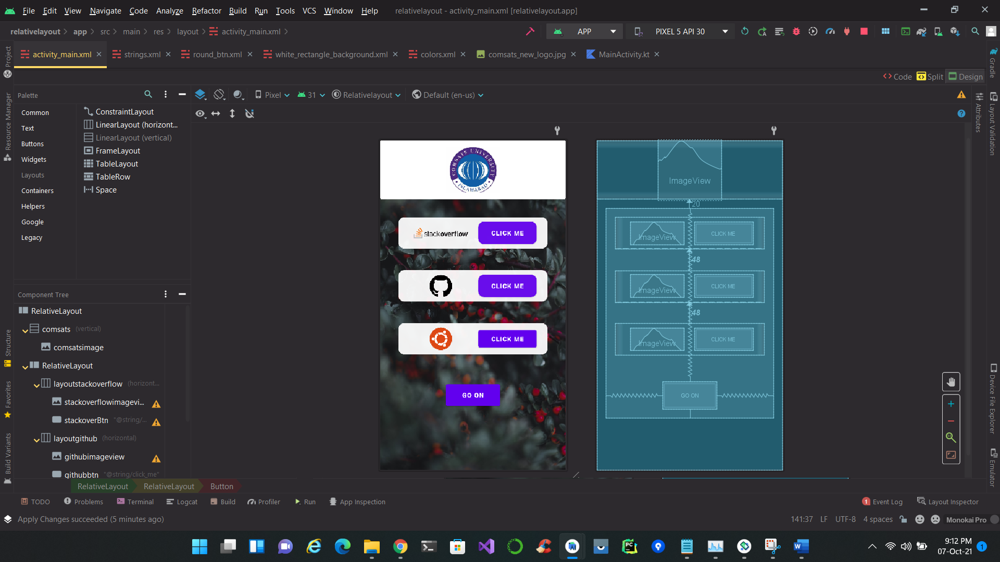 File Edit View Navigate Code Analyze Refactor Build Run Tools VCS Window Help relativelayout - activity_main.xml [relativelayout.app]
relativelayout app src main res layout activity_main.xml APP PIXEL 5 API 30
activity_main.xml strings.xml round_btn.xml white_rectangle_background.xml colors.xml comsats_new_logo.jpg MainActivity.kt
Code Split Design
Palette Pixel 31 Relativelayout Default (en-us)
Common
Text
Buttons
Widgets
Layouts
Containers
Helpers
Google
Legacy
ConstraintLayout
LinearLayout (horizont...
LinearLayout (vertical)
FrameLayout
TableLayout
TableRow
Space
Component Tree
RelativeLayout
comsats (vertical)
comsatsimage
RelativeLayout
layoutstackoverflow (horizont...
stackoverflowimagevi...
stackoverBtn "@string/...
layoutgithub (horizontal)
githubimageview
githubbtn "@string/click_me"
COMSATS UNIVERSITY
ISLAMABAD
stackoverflow CLICK ME
CLICK ME
CLICK ME
GO ON
ImageView
20
ImageView CLICK ME
48
ImageView CLICK ME
48
ImageView CLICK ME
GO ON
Project
Resource Manager
Structure
Favorites
Build Variants
Gradle
Layout Validation
Attributes
Device File Explorer
Emulator
RelativeLayout RelativeLayout Button
TODO Problems Terminal Logcat Build Profiler Run App Inspection 1 Event Log Layout Inspector
Apply Changes succeeded (5 minutes ago) 141:37 LF UTF-8 4 spaces Monokai Pro
PC
9:12 PM
07-Oct-21
1